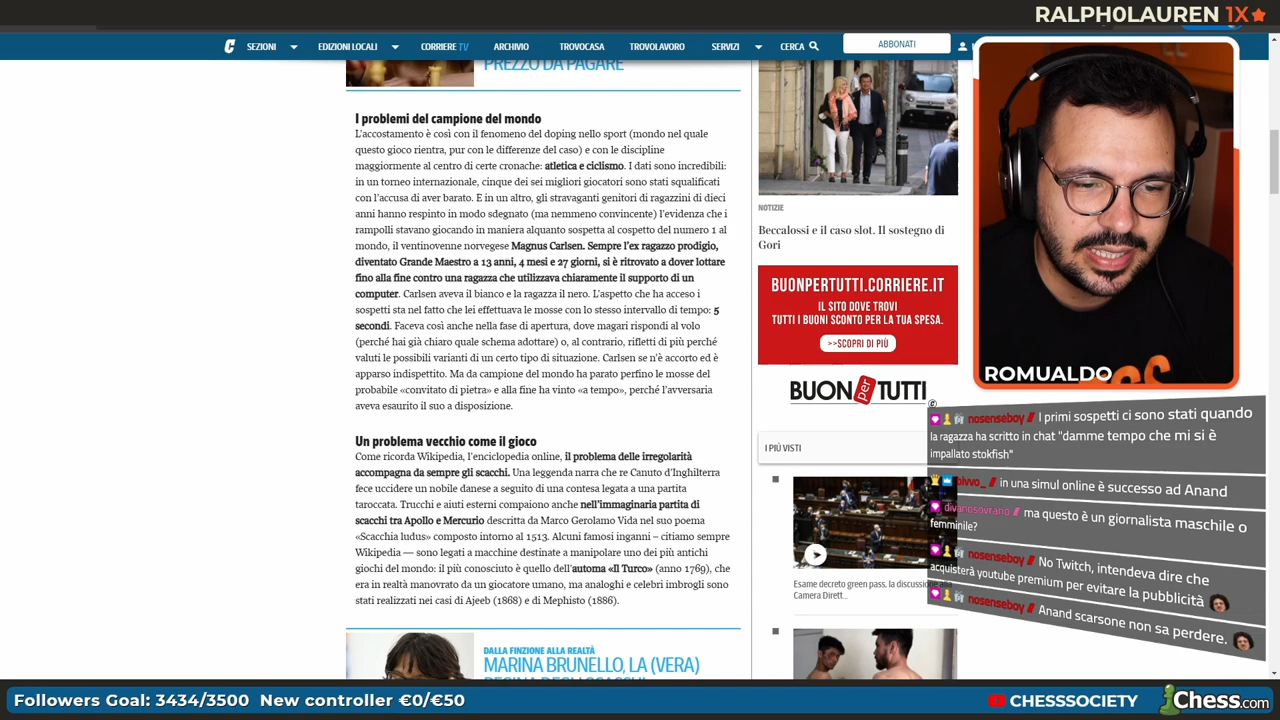 RALPH0LAUREN 1X
SEZIONI
EDIZIONI LOCALI
CORRIERE TV
ARCHIVIO
TROVOCASA
TROVOLAVORO
SERVIZI
CERCA
ABBONATI
PREZZO DA PAGARE
I problemi del campione del mondo
L'accostamento è così con il fenomeno del doping nello sport (mondo nel quale
questo gioco rientra, pur con le differenze del caso) e con le discipline
maggiormente al centro di certe cronache: atletica e ciclismo. I dati sono incredibili:
in un torneo internazionale, cinque dei sei migliori giocatori sono stati squalificati
con l'accusa di aver barato. E in un altro, gli stravaganti genitori di ragazzini di dieci
anni hanno respinto in modo sdegnato (ma nemmeno convincente) l'evidenza che i
rampolli stavano giocando in maniera alquanto sospetta al cospetto del numero 1 al
mondo, il ventinovenne norvegese Magnus Carlsen. Sempre l'ex ragazzo prodigio,
diventato Grande Maestro a 13 anni, 4 mesi e 27 giorni, si è ritrovato a dover lottare
fino alla fine contro una ragazza che utilizzava chiaramente il supporto di un
computer. Carlsen aveva il bianco e la ragazza il nero. L'aspetto che ha acceso i
sospetti sta nel fatto che lei effettuava le mosse con lo stesso intervallo di tempo: 5
secondi. Faceva così anche nella fase di apertura, dove magari rispondi al volo
(perché hai già chiaro quale schema adottare) o, al contrario, rifletti di più perché
valuti le possibili varianti di un certo tipo di situazione. Carlsen se n'è accorto ed è
apparso indispettito. Ma da campione del mondo ha parato perfino le mosse del
probabile «convitato di pietra» e alla fine ha vinto «a tempo», perché l'avversaria
aveva esaurito il suo a disposizione.
Un problema vecchio come il gioco
Come ricorda Wikipedia, l'enciclopedia online, il problema delle irregolarità
accompagna da sempre gli scacchi. Una leggenda narra che re Canuto d'Inghilterra
fece uccidere un nobile danese a seguito di una contesa legata a una partita
taroccata. Trucchi e aiuti esterni compaiono anche nell'immaginaria partita di
scacchi tra Apollo e Mercurio descritta da Marco Gerolamo Vida nel suo poema
«Scacchia ludus» composto intorno al 1513. Alcuni famosi inganni – citiamo sempre
Wikipedia — sono legati a macchine destinate a manipolare uno dei più antichi
giochi del mondo: il più conosciuto è quello dell'automa «Il Turco» (anno 1769), che
era in realtà manovrato da un giocatore umano, ma analoghi e celebri imbrogli sono
stati realizzati nei casi di Ajeeb (1868) e di Mephisto (1886).
DALLA FINZIONE ALLA REALTÀ
MARINA BRUNELLO, LA (VERA)
REGINA DEGLI SCACCHI
NOTIZIE
Beccalossi e il caso slot. Il sostegno di
Gori
BUONPERTUTTI.CORRIERE.IT
IL SITO DOVE TROVI
TUTTI I BUONI SCONTO PER LA TUA SPESA.
>>SCOPRI DI PIÙ
BUON per TUTTI
I PIÙ VISTI
Esame decreto green pass, la discussione alla
Camera Dirett...
ROMUALDO
nosenseboy // I primi sospetti ci sono stati quando
la ragazza ha scritto in chat "damme tempo che mi si è
impallato stokfish"
in una simul online è successo ad Anand
divanosovrano // ma questo è un giornalista maschile o
femminile?
nosenseboy // No Twitch, intendeva dire che
acquisterà youtube premium per evitare la pubblicità
nosenseboy // Anand scarsone non sa perdere.
Followers Goal: 3434/3500 New controller €0/€50
CHESSSOCIETY
Chess.com